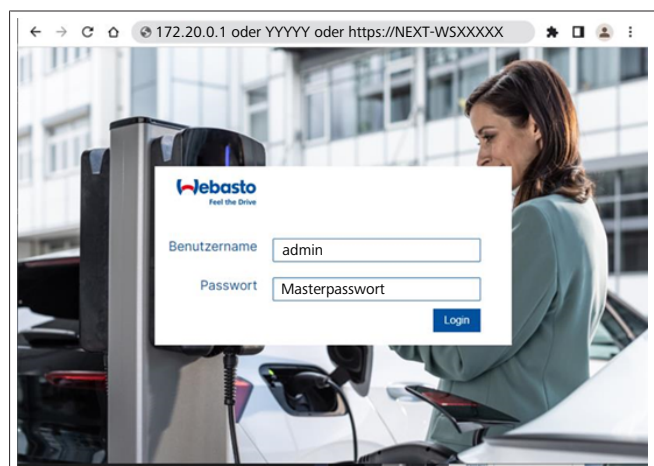 172.20.0.1 oder YYYYY oder https://NEXT-WSXXXXX
Webasto
Feel the Drive
Benutzername
admin
Passwort
Masterpasswort
Login